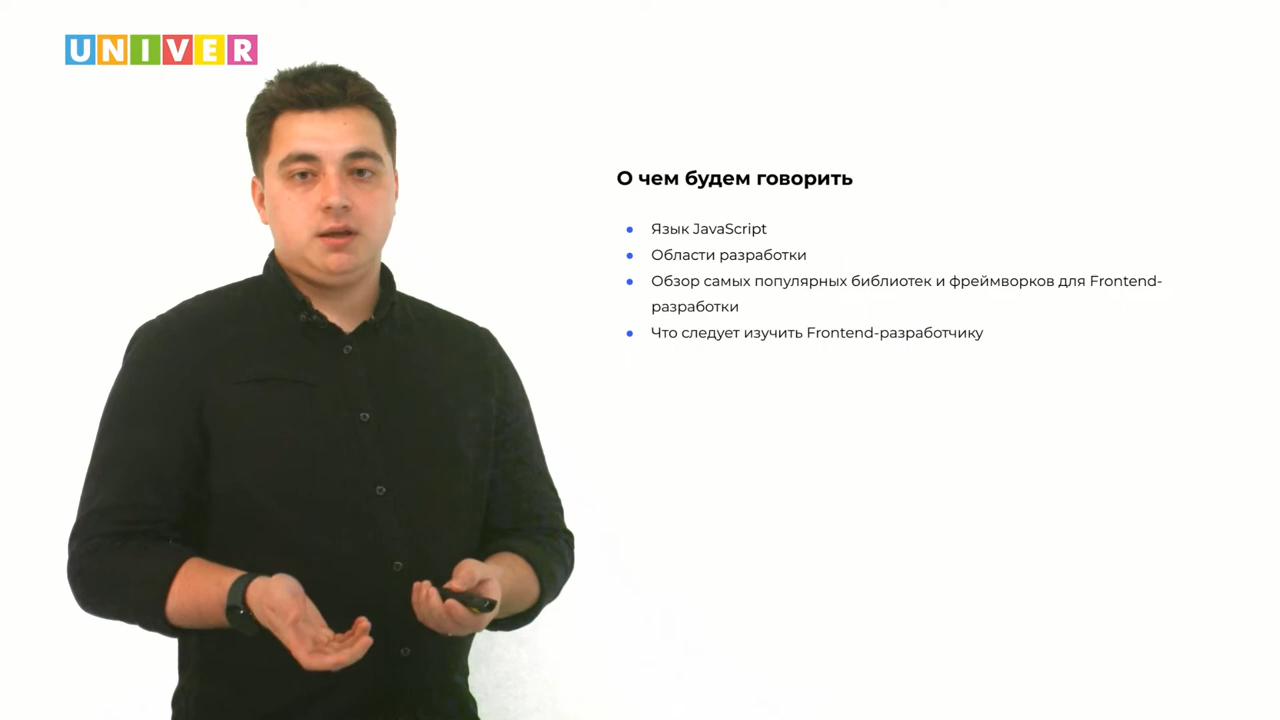 UNIVER
О чем будем говорить
Язык JavaScript
Области разработки
Обзор самых популярных библиотек и фреймворков для Frontend-
разработки
Что следует изучить Frontend-разработчику